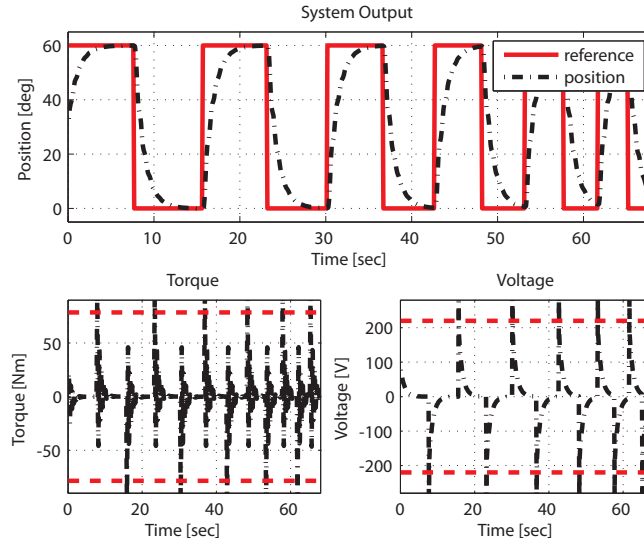 System Output
Position [deg]
60
40
20
0
reference
position
0 10 20 30 40 50 60
Time [sec]
Torque
Torque [Nm]
50
0
-50
0 20 40 60
Time [sec]
Voltage
Voltage [V]
200
100
0
-100
-200
0 20 40 60
Time [sec]